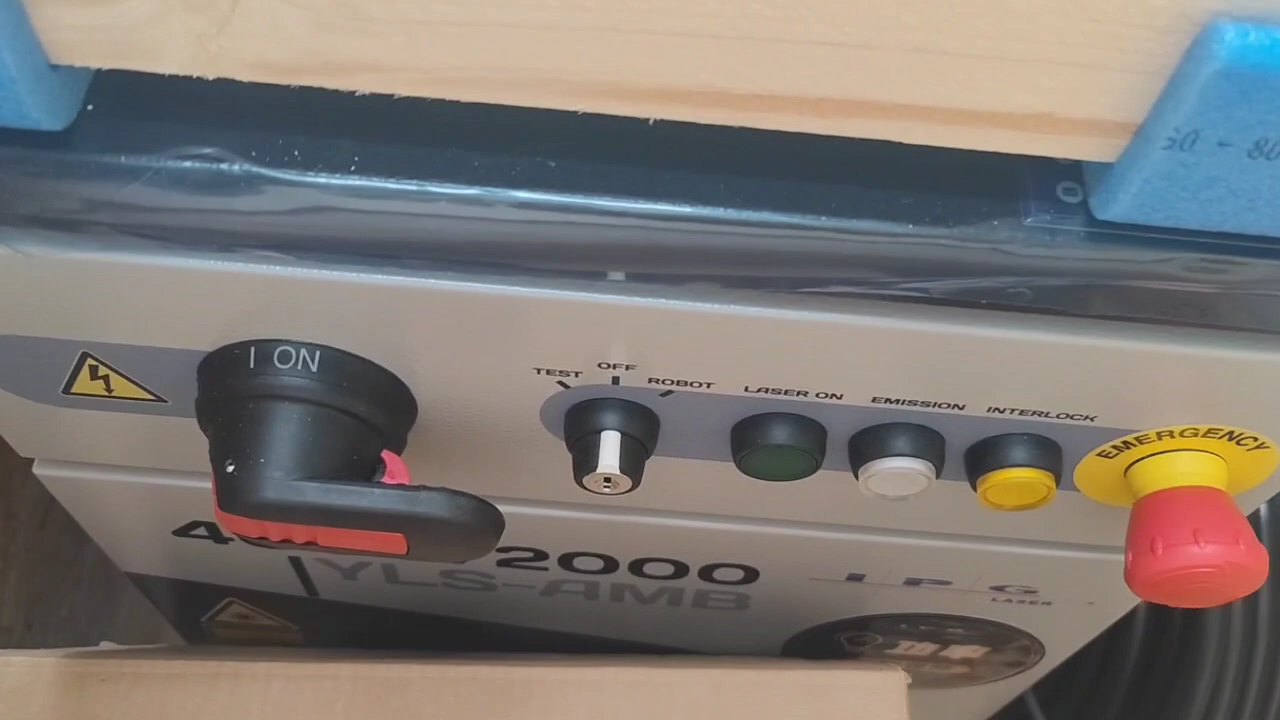 I ON
TEST
OFF
ROBOT
LASER ON
EMISSION
INTERLOCK
EMERGENCY
2000
YLS-AMB
IPG
LASER